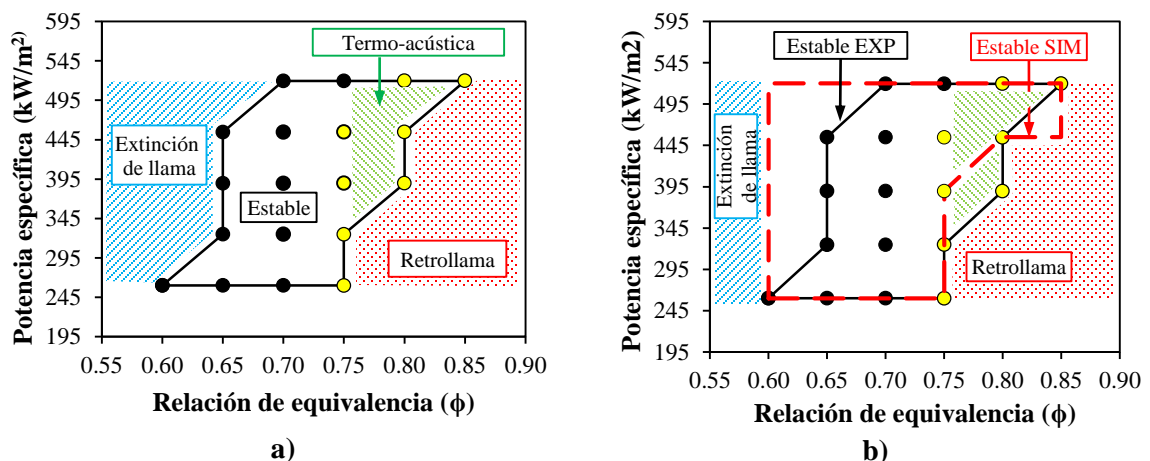 595
545
495
445
395
345
295
245
195
Potencia específica (kW/m²)
Termo-acústica
Extinción
de llama
Estable
Retrollama
0.55 0.60 0.65 0.70 0.75 0.80 0.85 0.90
Relación de equivalencia (ϕ)
a)
595
545
495
445
395
345
295
245
195
Potencia específica (kW/m2)
Estable EXP
Estable SIM
Extinción
de llama
Retrollama
0.55 0.60 0.65 0.70 0.75 0.80 0.85 0.90
Relación de equivalencia (ϕ)
b)